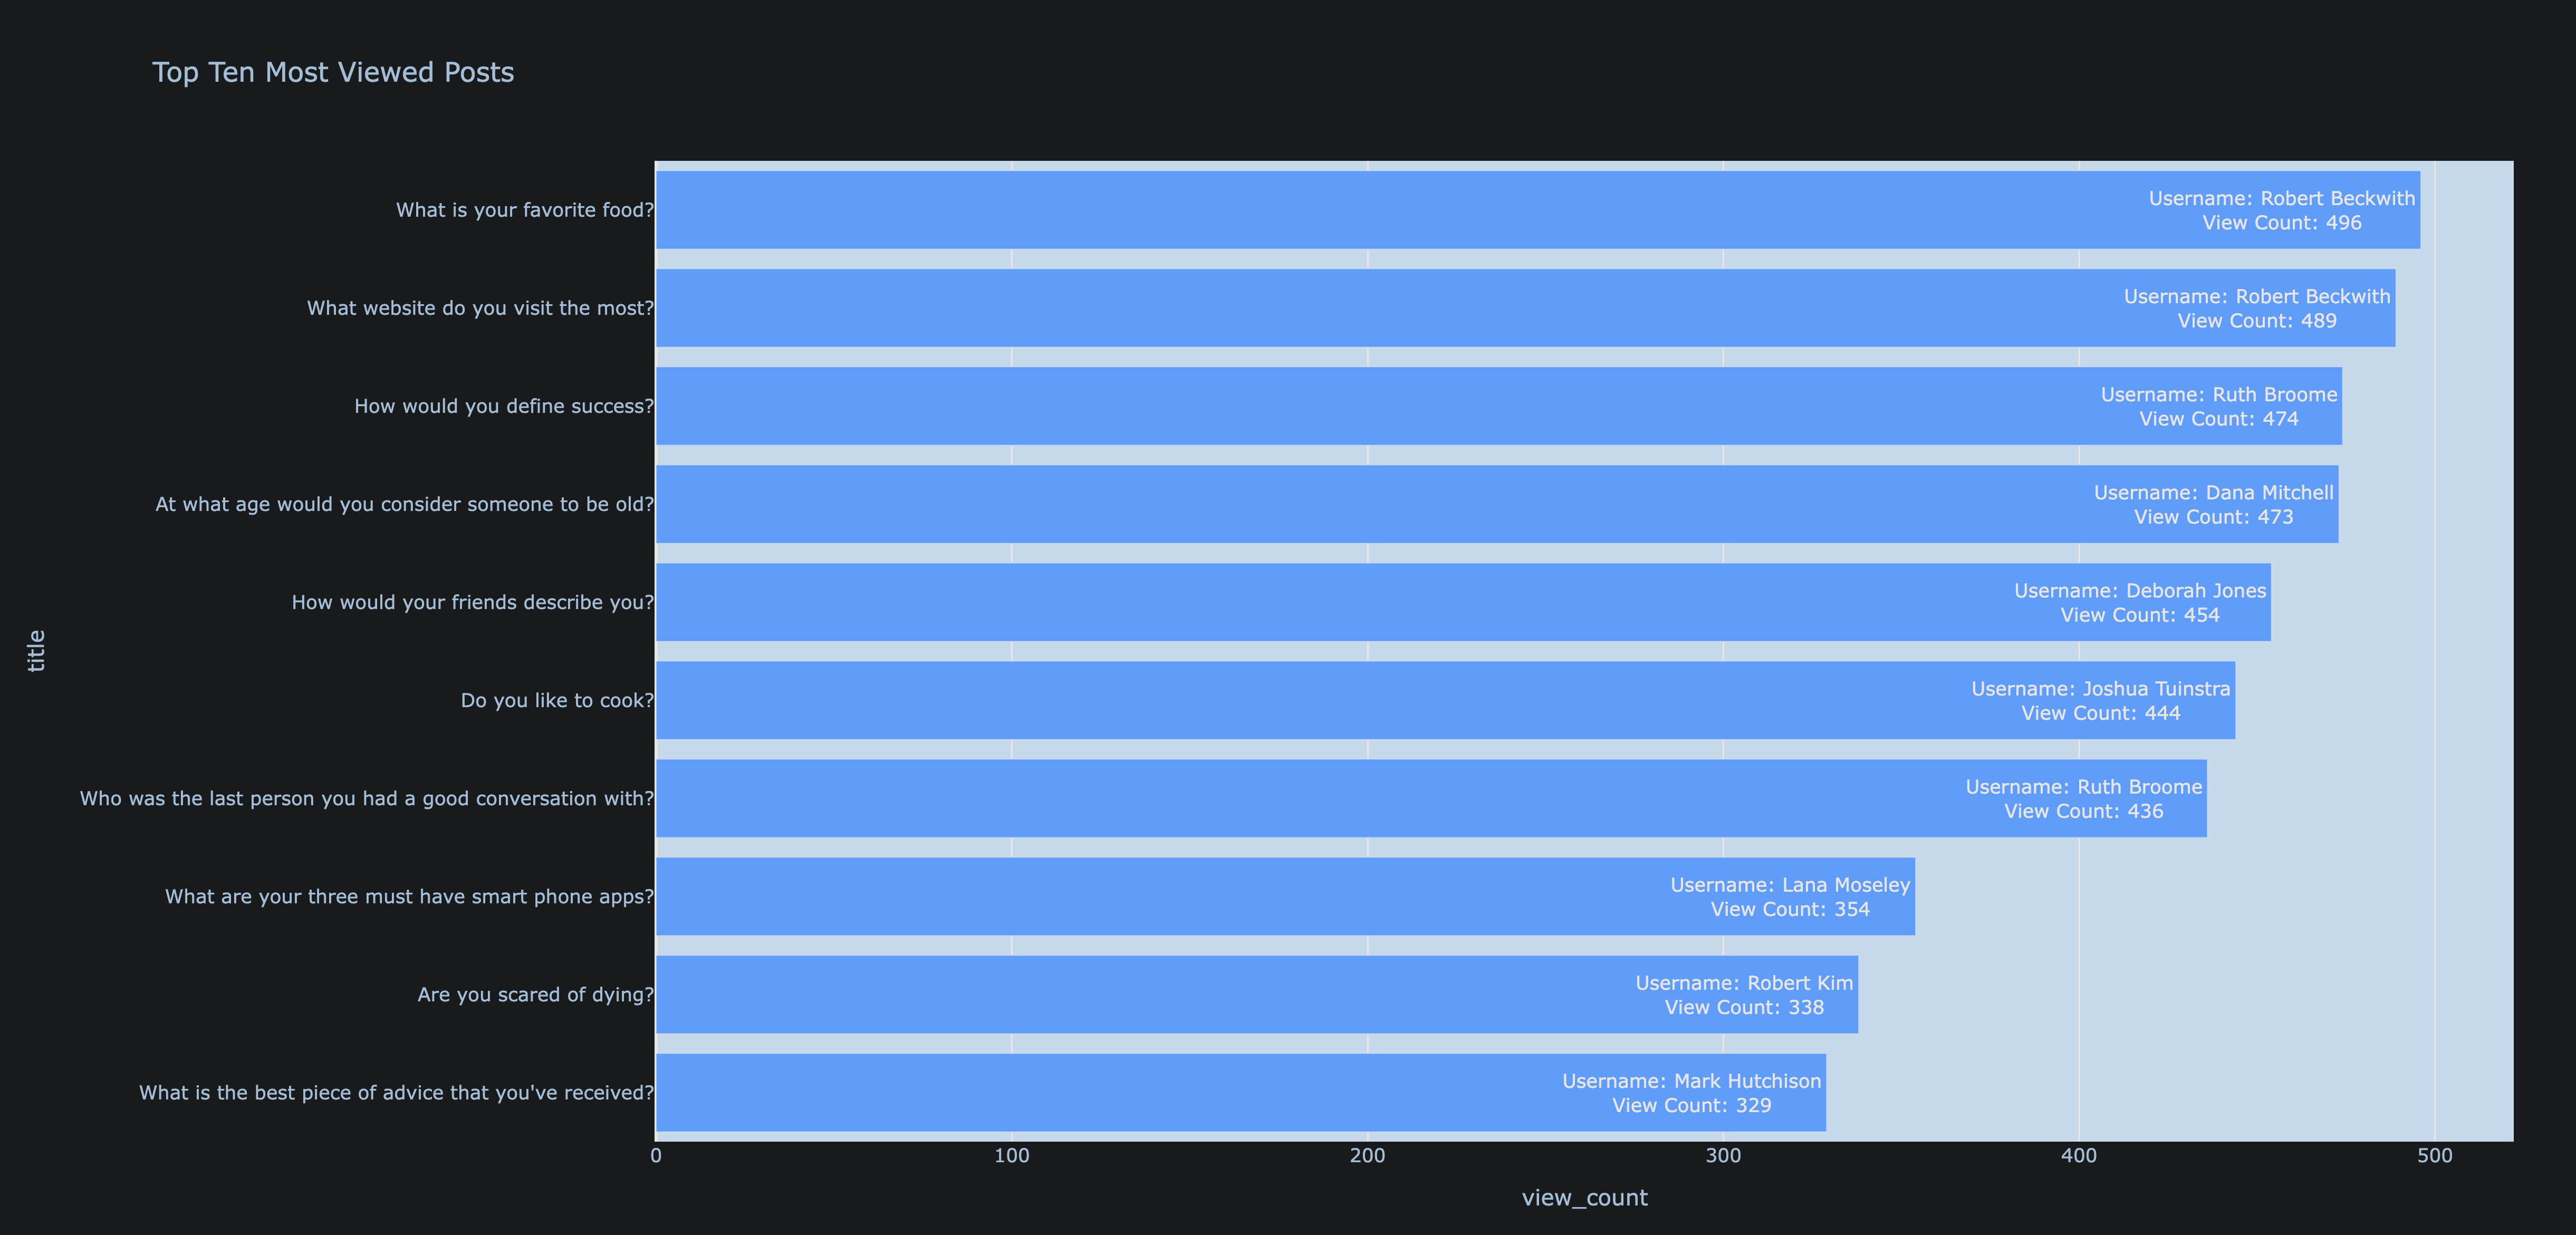 Top Ten Most Viewed Posts
What is your favorite food?
Username: Robert Beckwith
View Count: 496
What website do you visit the most?
Username: Robert Beckwith
View Count: 489
How would you define success?
Username: Ruth Broome
View Count: 474
At what age would you consider someone to be old?
Username: Dana Mitchell
View Count: 473
How would your friends describe you?
Username: Deborah Jones
View Count: 454
title
Do you like to cook?
Username: Joshua Tuinstra
View Count: 444
Who was the last person you had a good conversation with?
Username: Ruth Broome
View Count: 436
What are your three must have smart phone apps?
Username: Lana Moseley
View Count: 354
Are you scared of dying?
Username: Robert Kim
View Count: 338
What is the best piece of advice that you've received?
Username: Mark Hutchison
View Count: 329
0 100 200 300 400 500
view_count